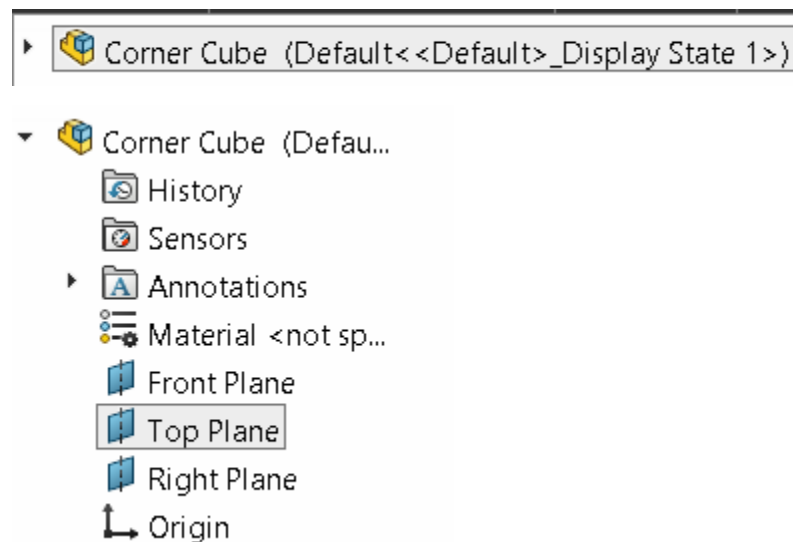 Corner Cube (Default<<Default>_Display State 1>)
Corner Cube (Defau...
History
Sensors
A Annotations
Material <not sp...
Front Plane
Top Plane
Right Plane
Origin